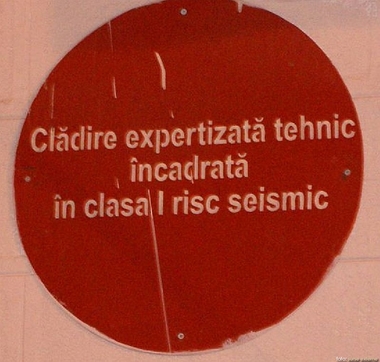 Clădire expertizată tehnic
încadrată
în clasa I risc seismic